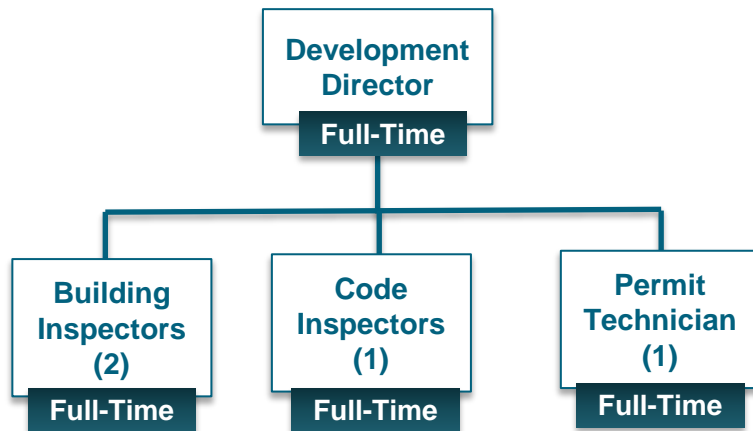 Development
Director
Full-Time
Building
Inspectors
(2)
Full-Time
Code
Inspectors
(1)
Full-Time
Permit
Technician
(1)
Full-Time